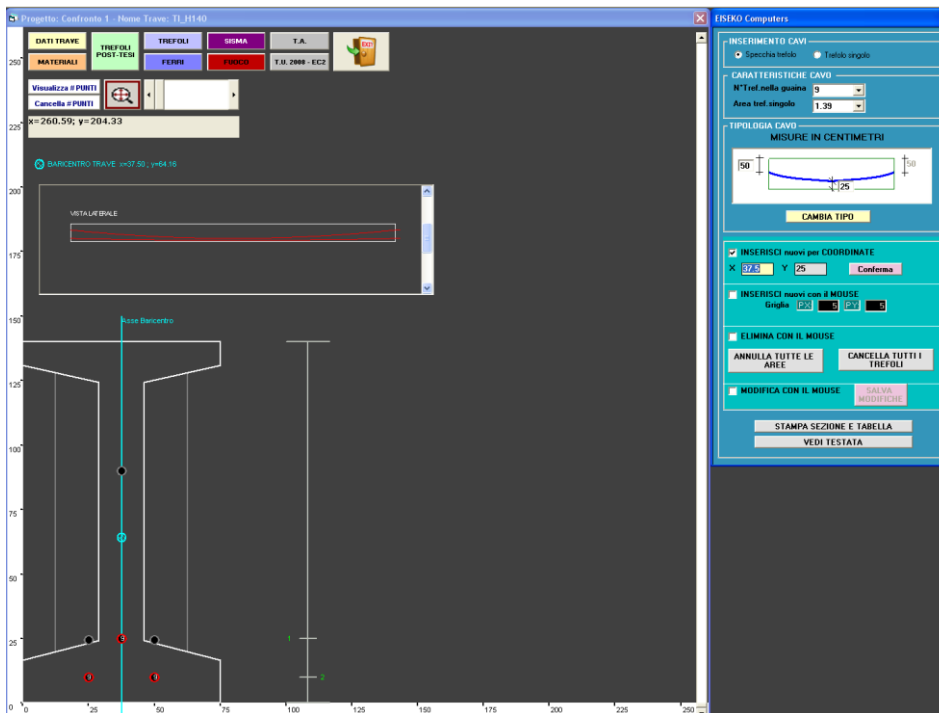 Progetto: Confronto 1 - Nome Trave: TI_H140
DATI TRAVE
TREFOLI POST-TESI
TREFOLI
SISMA
T.A.
EXIT
MATERIALI
FERRI
FUOCO
T.U. 2008 - EC2
Visualizza # PUNTI
Cancella # PUNTI
x=260.59; y=204.33
BARICENTRO TRAVE x=37.50 ; y=64.16
VISTA LATERALE
Asse Baricentro
250
225
200
175
150
125
100
75
50
25
0
1
2
9
9
0 25 50 75 100 125 150 175 200 225 250
EISEKO Computers
INSERIMENTO CAVI
Specchia trefolo
Trefolo singolo
CARATTERISTICHE CAVO
N°Tref.nella guaina 9
Area tref.singolo 1.39
TIPOLOGIA CAVO
MISURE IN CENTIMETRI
50
50
25
CAMBIA TIPO
INSERISCI nuovi per COORDINATE
X 37.5 Y 25 Conferma
INSERISCI nuovi con il MOUSE
Griglia PX 5 PY 5
ELIMINA CON IL MOUSE
ANNULLA TUTTE LE
AREE
CANCELLA TUTTI I
TREFOLI
MODIFICA CON IL MOUSE
SALVA
MODIFICHE
STAMPA SEZIONE E TABELLA
VEDI TESTATA